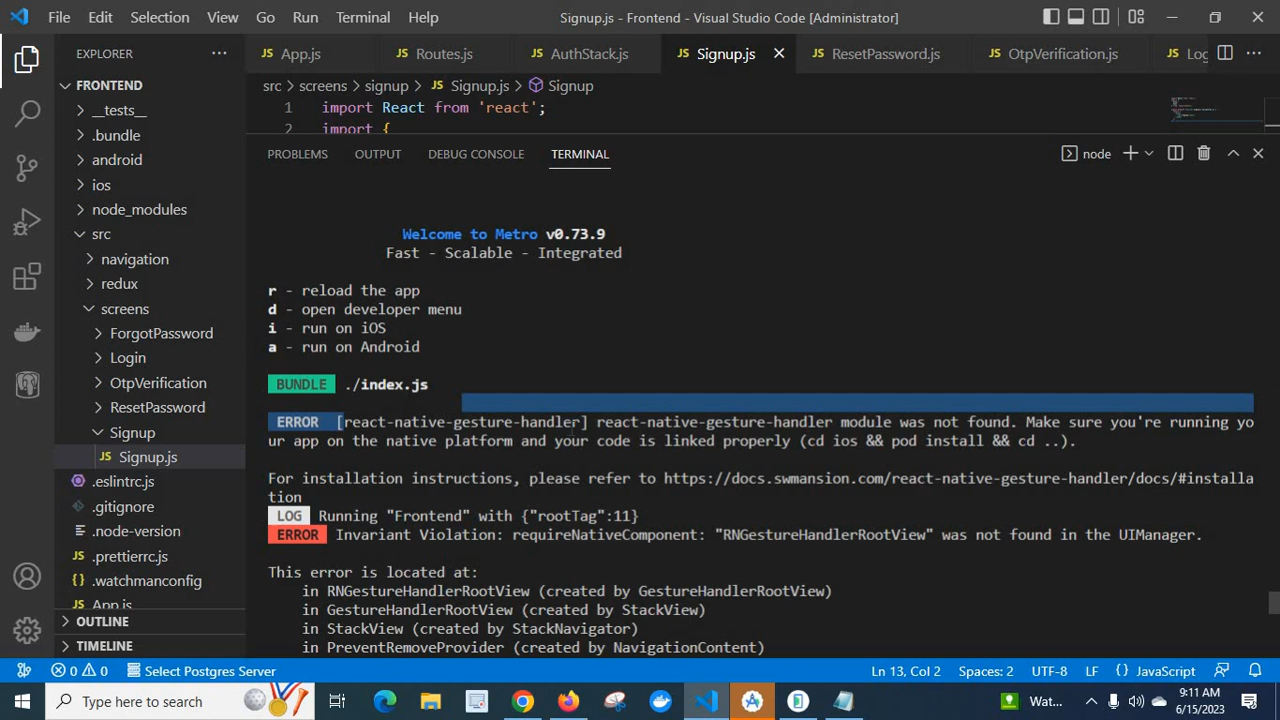 File Edit Selection View Go Run Terminal Help Signup.js - Frontend - Visual Studio Code [Administrator]
EXPLORER ···
JS App.js JS Routes.js JS AuthStack.js JS Signup.js JS ResetPassword.js JS OtpVerification.js JS Log ···
FRONTEND
src > screens > signup > JS Signup.js > Signup
1 import React from 'react';
2 import {
__tests__
.bundle
android
ios
node_modules
src
navigation
redux
screens
ForgotPassword
Login
OtpVerification
ResetPassword
Signup
JS Signup.js
.eslintrc.js
.gitignore
.node-version
.prettierrc.js
.watchmanconfig
App.js
OUTLINE
TIMELINE
PROBLEMS OUTPUT DEBUG CONSOLE TERMINAL node
Welcome to Metro v0.73.9
Fast - Scalable - Integrated
r - reload the app
d - open developer menu
i - run on iOS
a - run on Android
BUNDLE ./index.js
ERROR [react-native-gesture-handler] react-native-gesture-handler module was not found. Make sure you're running yo
ur app on the native platform and your code is linked properly (cd ios && pod install && cd ..).
For installation instructions, please refer to https://docs.swmansion.com/react-native-gesture-handler/docs/#installa
tion
LOG Running "Frontend" with {"rootTag":11}
ERROR Invariant Violation: requireNativeComponent: "RNGestureHandlerRootView" was not found in the UIManager.
This error is located at:
in RNGestureHandlerRootView (created by GestureHandlerRootView)
in GestureHandlerRootView (created by StackView)
in StackView (created by StackNavigator)
in PreventRemoveProvider (created by NavigationContent)
0 0 Select Postgres Server Ln 13, Col 2 Spaces: 2 UTF-8 LF {} JavaScript
Type here to search
Wat...
9:11 AM
6/15/2023